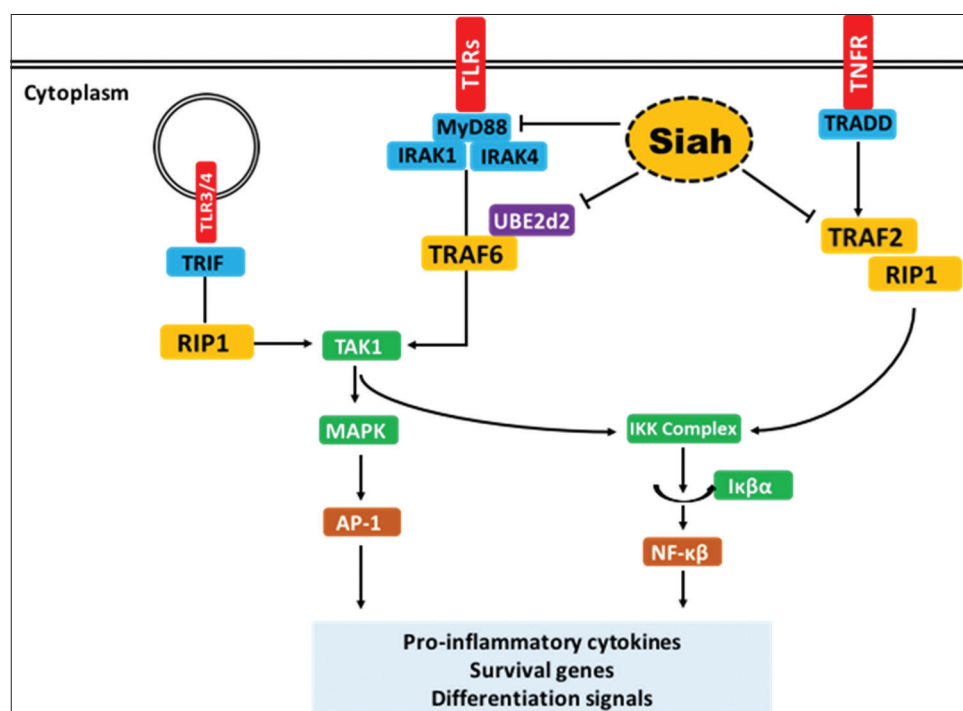 TLRs
TNFR
Cytoplasm
MyD88
IRAK1
IRAK4
Siah
TRADD
TLR3/4
UBE2d2
TRAF6
TRAF2
TRIF
RIP1
RIP1
TAK1
MAPK
IKK Complex
Iκβα
AP-1
NF-κβ
Pro-inflammatory cytokines
Survival genes
Differentiation signals